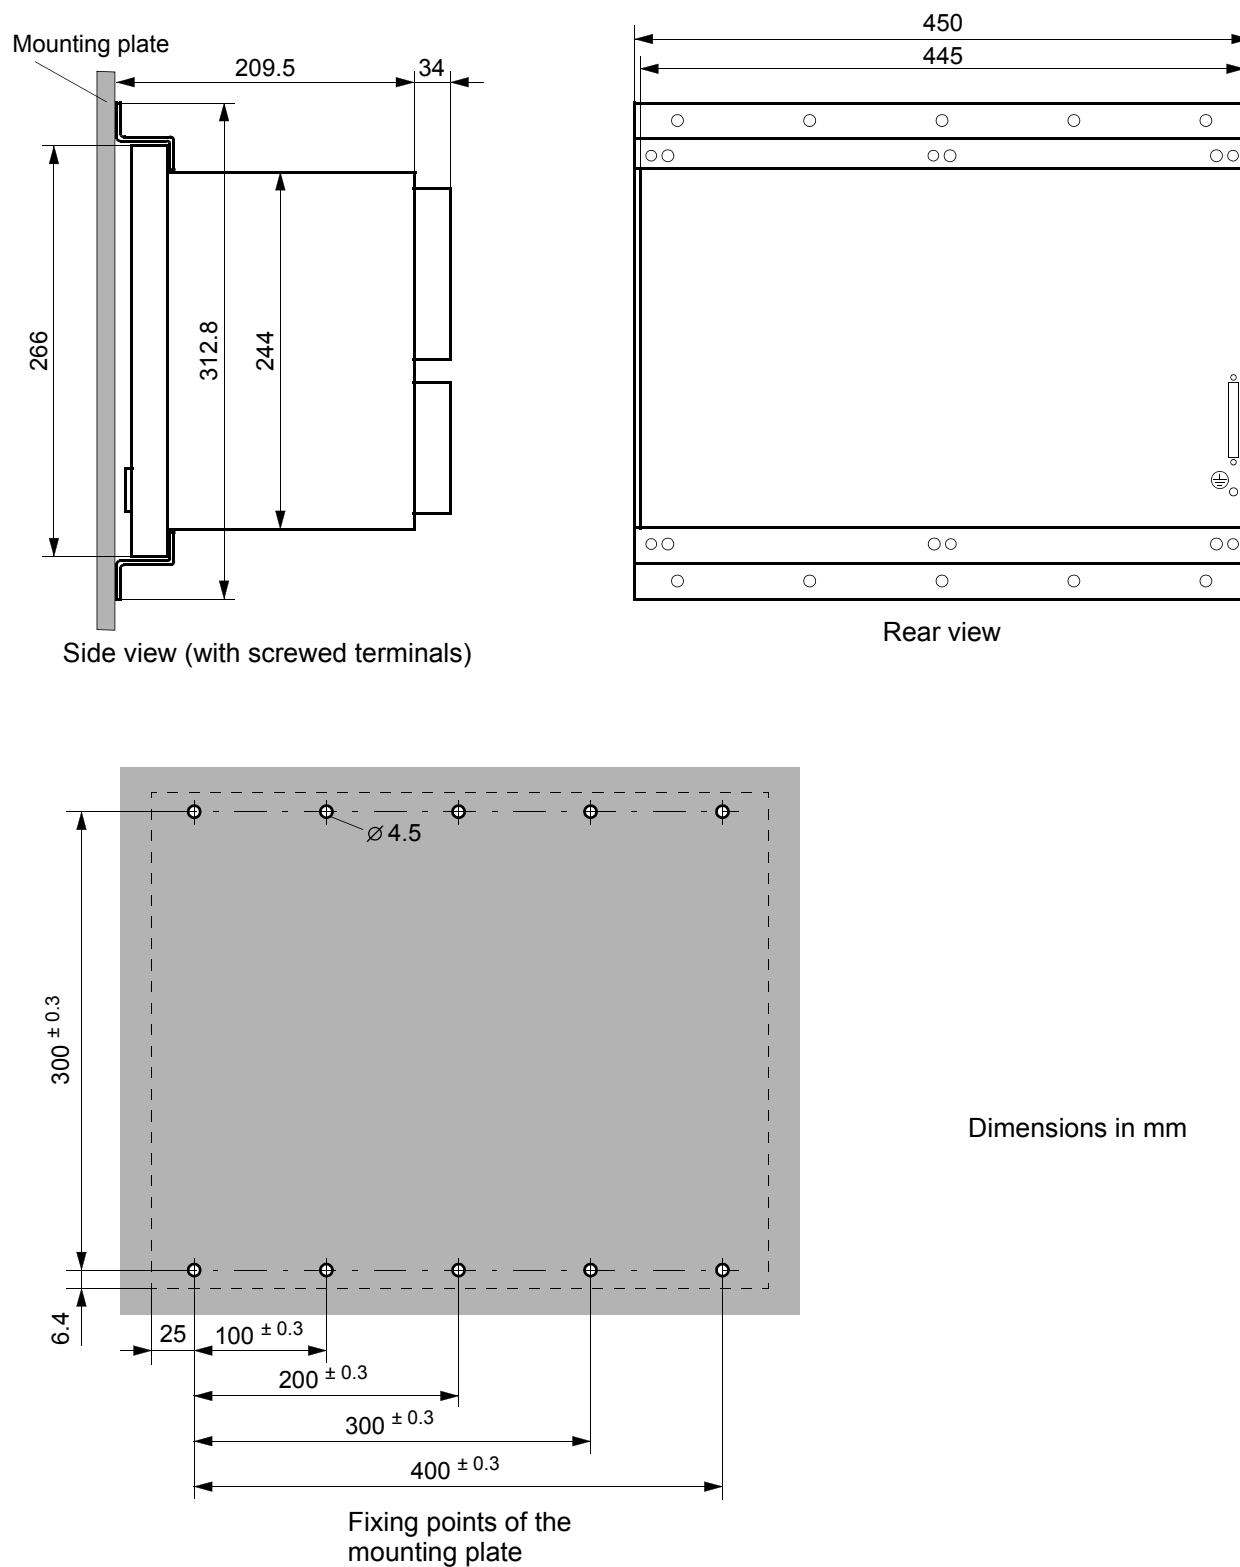 450
Mounting plate
445
209.5
34
266
312.8
244
Rear view
Side view (with screwed terminals)
⌀ 4.5
300 ± 0.3
Dimensions in mm
6.4
25
100 ± 0.3
200 ± 0.3
300 ± 0.3
400 ± 0.3
Fixing points of the
mounting plate